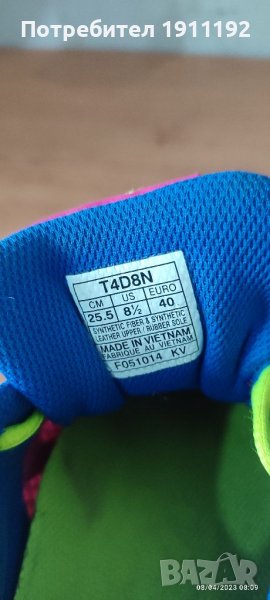 Потребител 1911192
T4D8N
CM US EURO
25.5 8½ 40
SYNTHETIC FIBER & SYNTHETIC
LEATHER UPPER / RUBBER SOLE
MADE IN VIETNAM
FABRIQUE AU VIETNAM
F051014 KV
BAZAR
08/04/2023 08:09